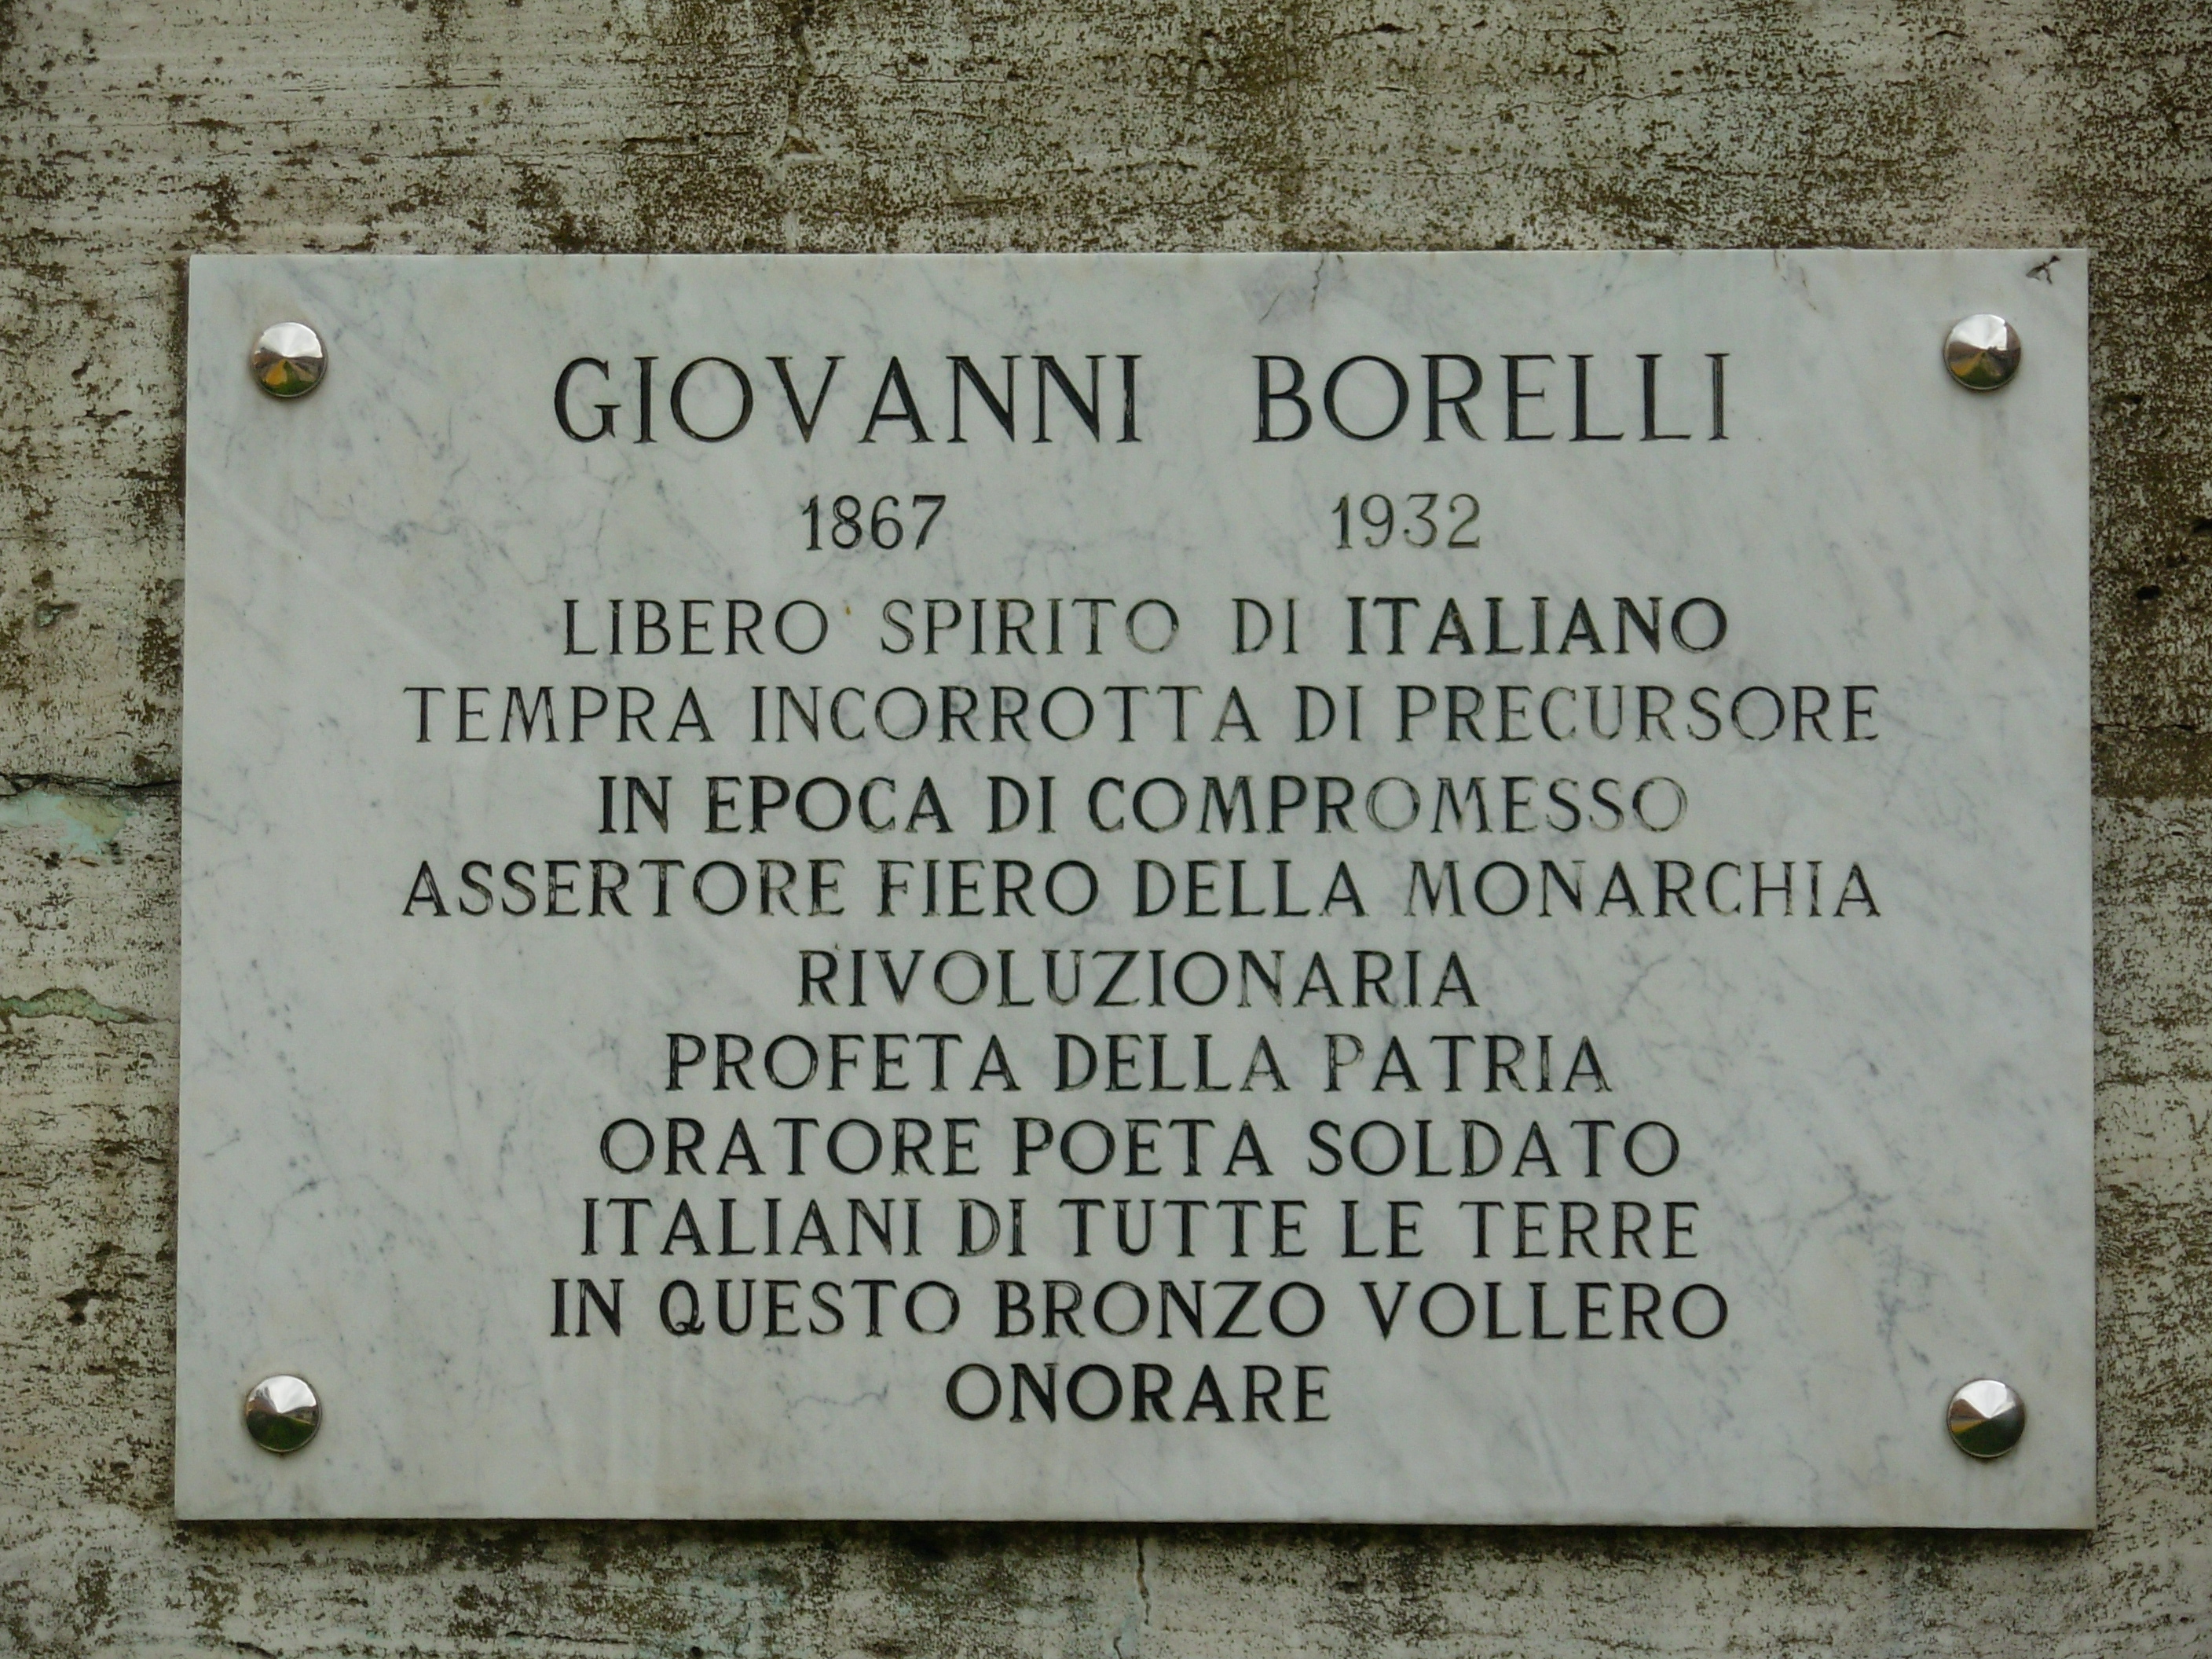 GIOVANNI BORELLI
1867 1932
LIBERO SPIRITO DI ITALIANO
TEMPRA INCORROTTA DI PRECURSORE
IN EPOCA DI COMPROMESSO
ASSERTORE FIERO DELLA MONARCHIA
RIVOLUZIONARIA
PROFETA DELLA PATRIA
ORATORE POETA SOLDATO
ITALIANI DI TUTTE LE TERRE
IN QUESTO BRONZO VOLLERO
ONORARE